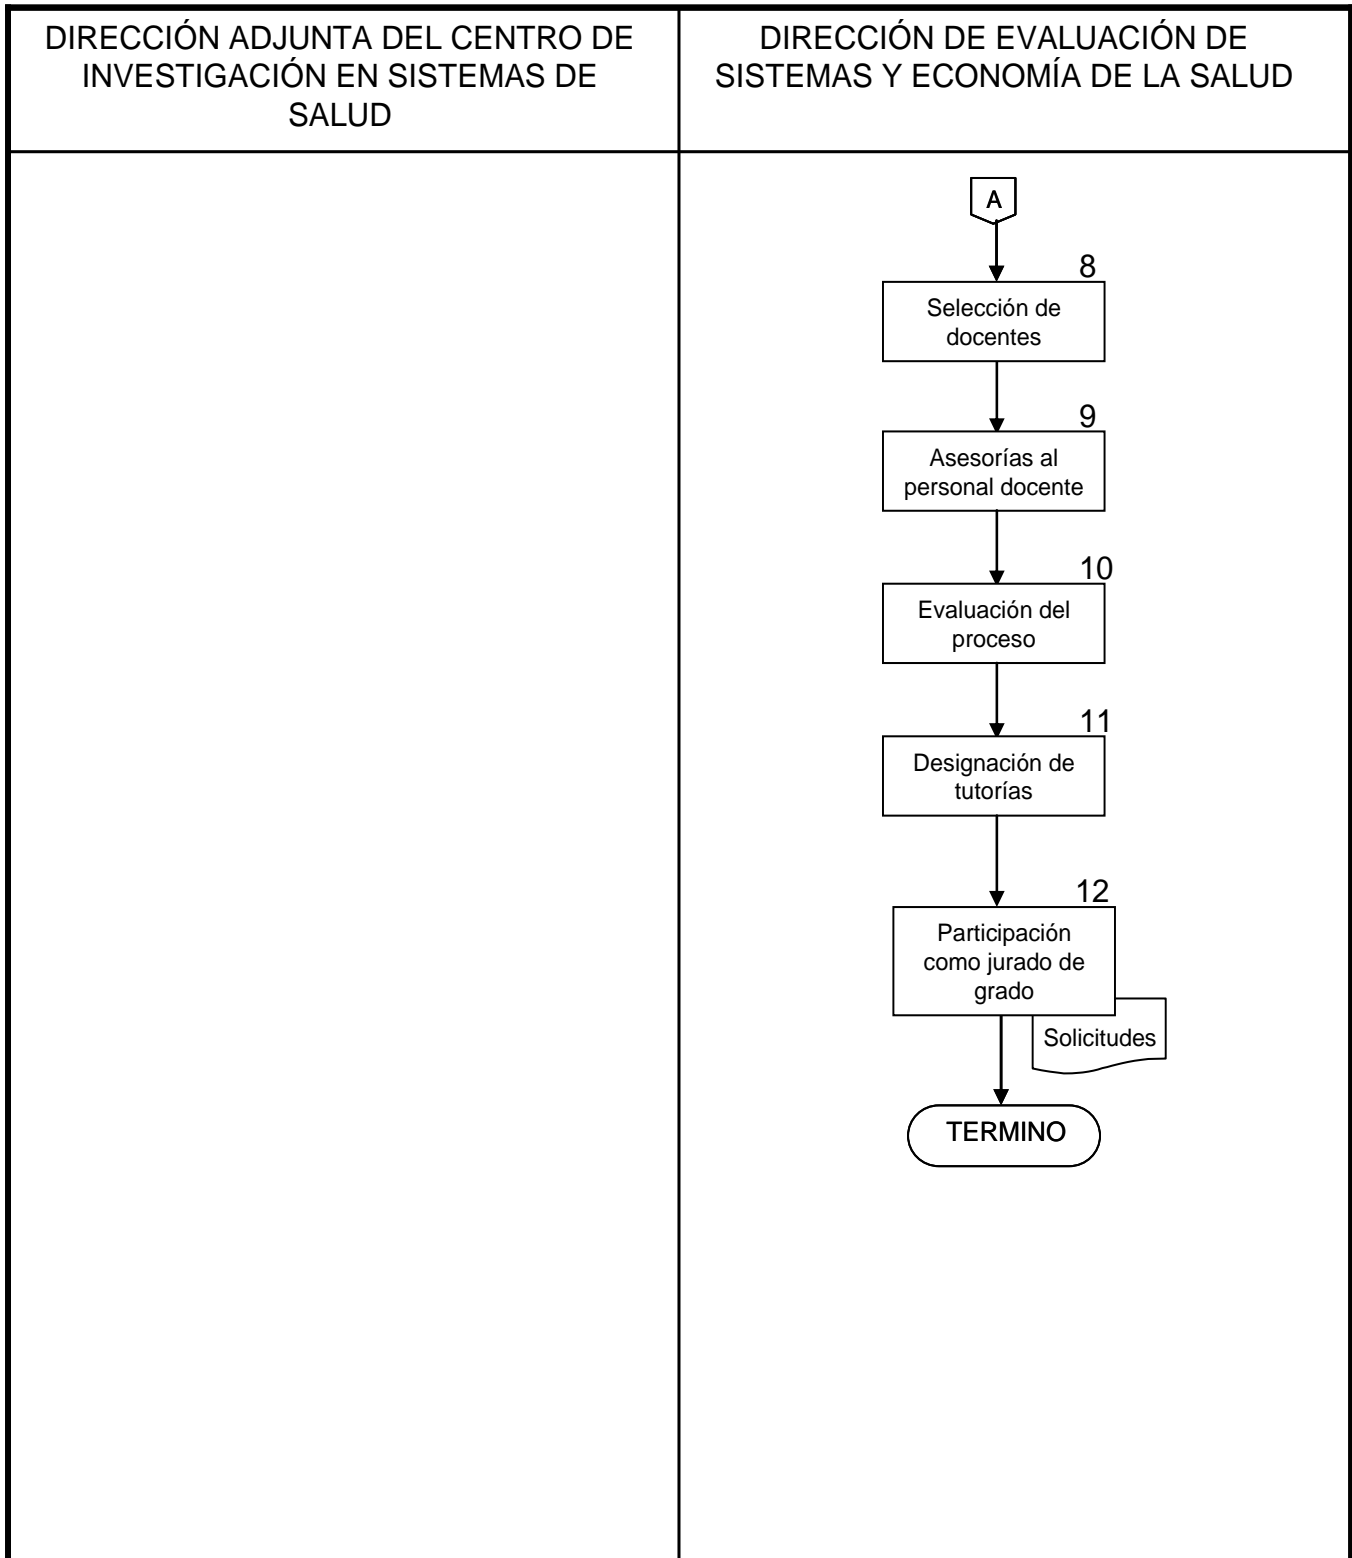 DIRECCIÓN ADJUNTA DEL CENTRO DE
INVESTIGACIÓN EN SISTEMAS DE
SALUD
DIRECCIÓN DE EVALUACIÓN DE
SISTEMAS Y ECONOMÍA DE LA SALUD
A
8
Selección de
docentes
9
Asesorías al
personal docente
10
Evaluación del
proceso
11
Designación de
tutorías
12
Participación
como jurado de
grado
Solicitudes
TERMINO